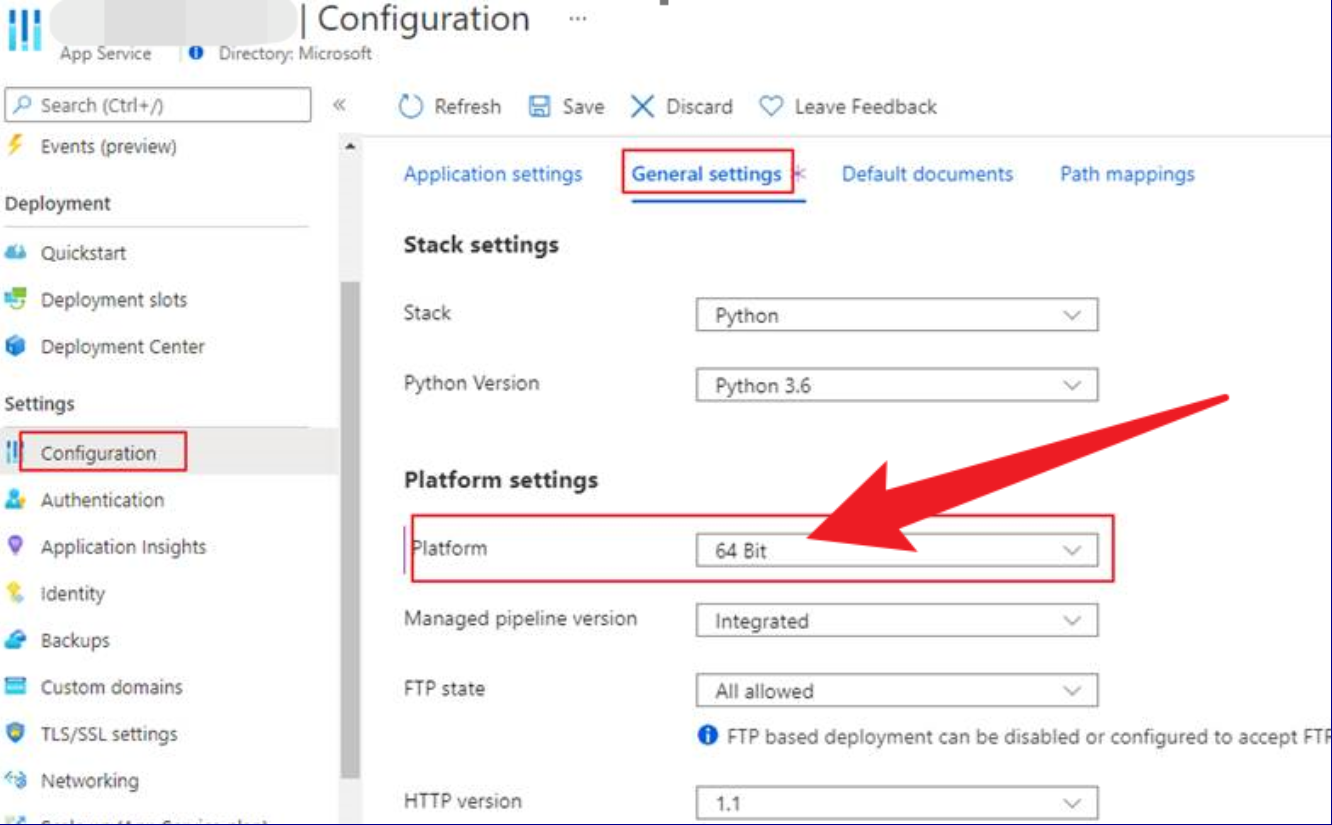 | Configuration ...
App Service
Directory: Microsoft
Search (Ctrl+/)
«
Refresh
Save
Discard
Leave Feedback
Events (preview)
Deployment
Quickstart
Deployment slots
Deployment Center
Settings
Configuration
Authentication
Application Insights
Identity
Backups
Custom domains
TLS/SSL settings
Networking
Application settings
General settings *
Default documents
Path mappings
Stack settings
Stack
Python
Python Version
Python 3.6
Platform settings
Platform
64 Bit
Managed pipeline version
Integrated
FTP state
All allowed
FTP based deployment can be disabled or configured to accept FTP
HTTP version
1.1